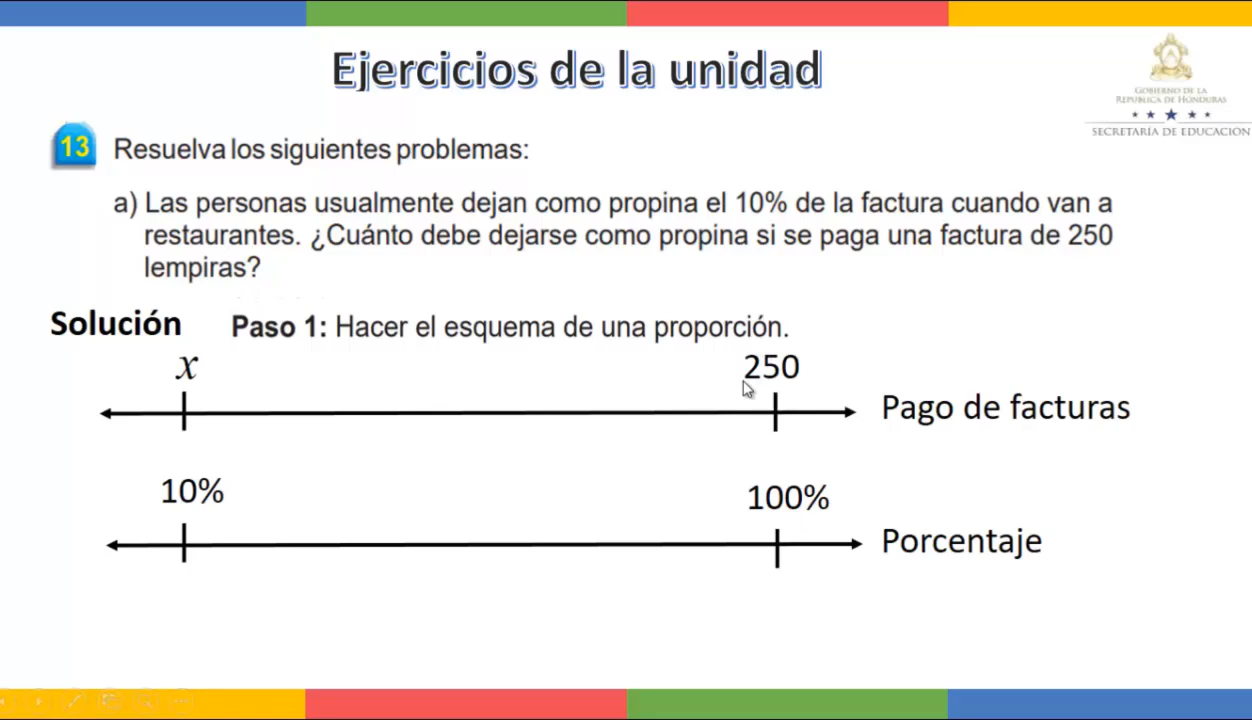 Ejercicios de la unidad
GOBIERNO DE LA
REPÚBLICA DE HONDURAS
SECRETARÍA DE EDUCACIÓN
13 Resuelva los siguientes problemas:
a) Las personas usualmente dejan como propina el 10% de la factura cuando van a
restaurantes. ¿Cuánto debe dejarse como propina si se paga una factura de 250
lempiras?
Solución Paso 1: Hacer el esquema de una proporción.
x 250
Pago de facturas
10% 100%
Porcentaje